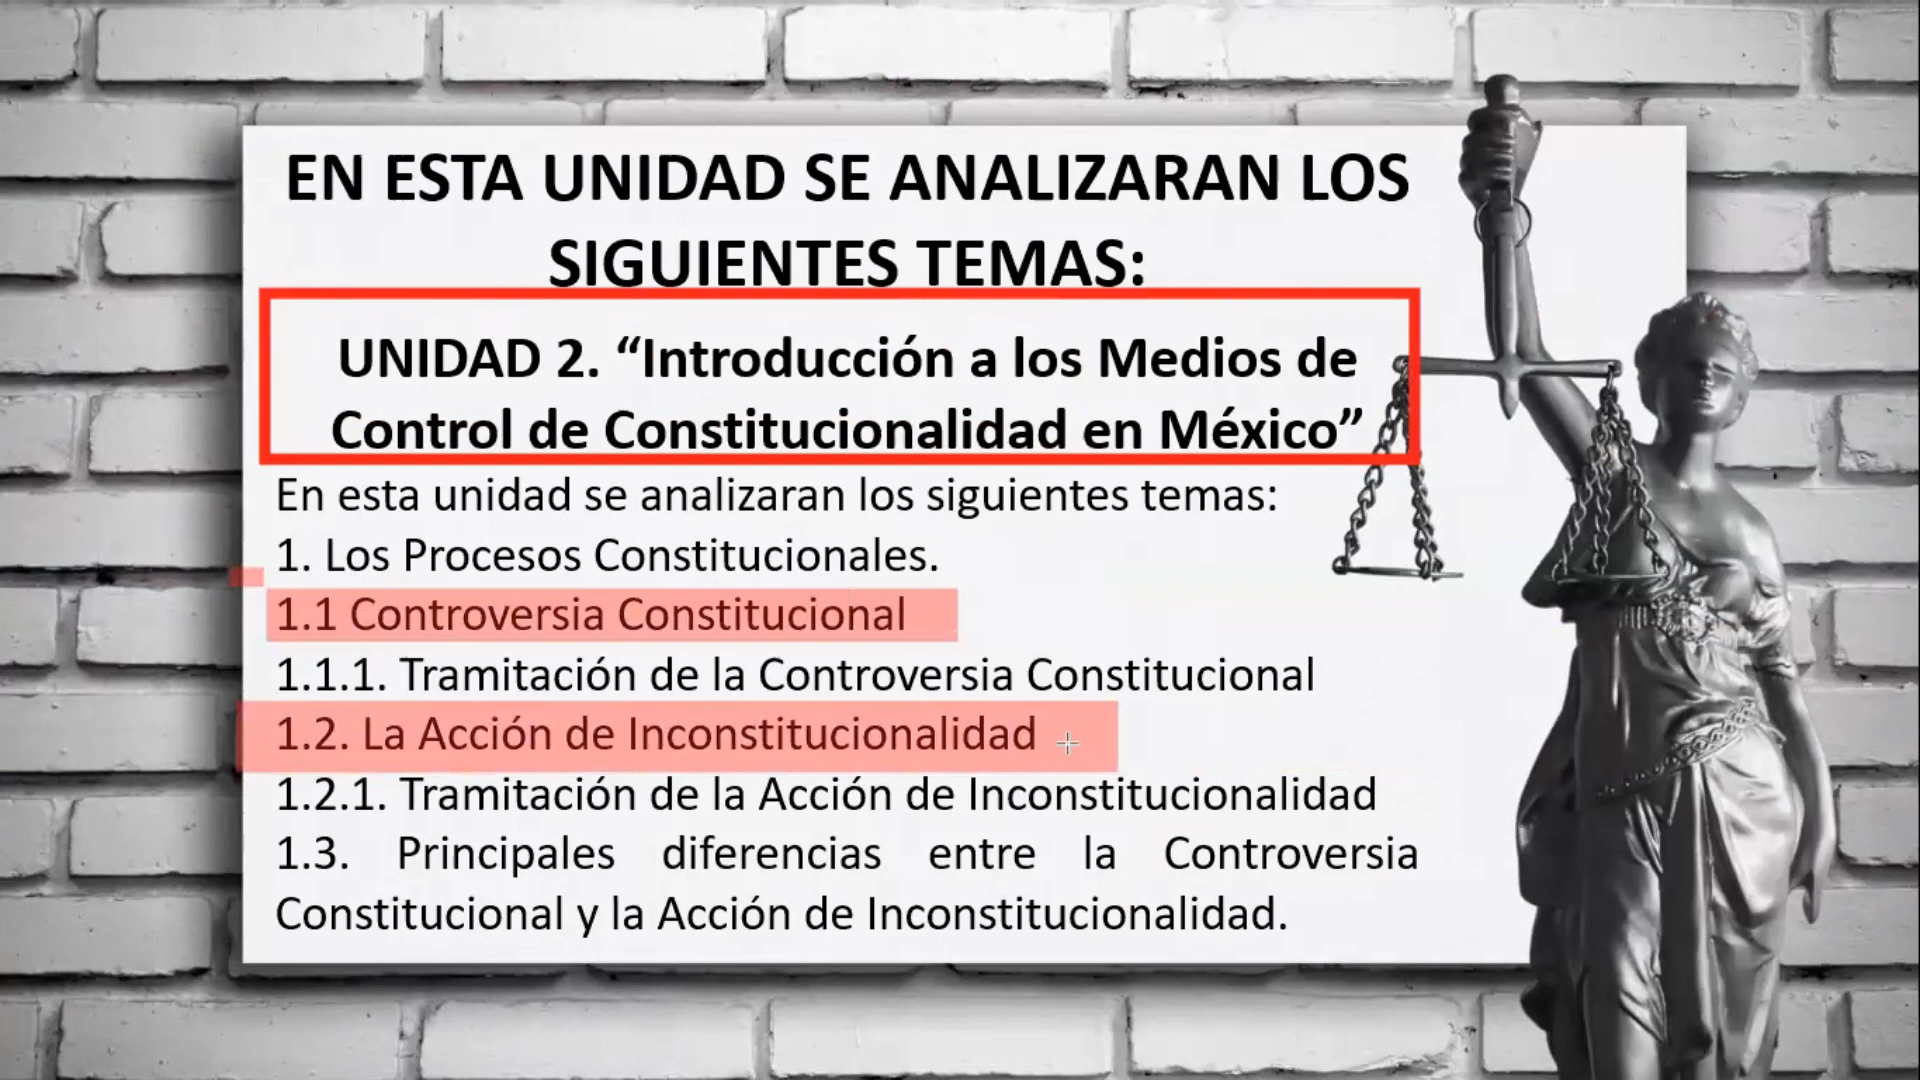 EN ESTA UNIDAD SE ANALIZARAN LOS
SIGUIENTES TEMAS:
UNIDAD 2. “Introducción a los Medios de
Control de Constitucionalidad en México”
En esta unidad se analizaran los siguientes temas:
1. Los Procesos Constitucionales.
1.1 Controversia Constitucional
1.1.1. Tramitación de la Controversia Constitucional
1.2. La Acción de Inconstitucionalidad
1.2.1. Tramitación de la Acción de Inconstitucionalidad
1.3. Principales diferencias entre la Controversia
Constitucional y la Acción de Inconstitucionalidad.